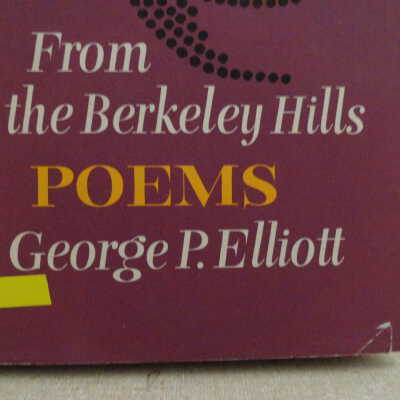 From
the Berkeley Hills
POEMS
George P. Elliott